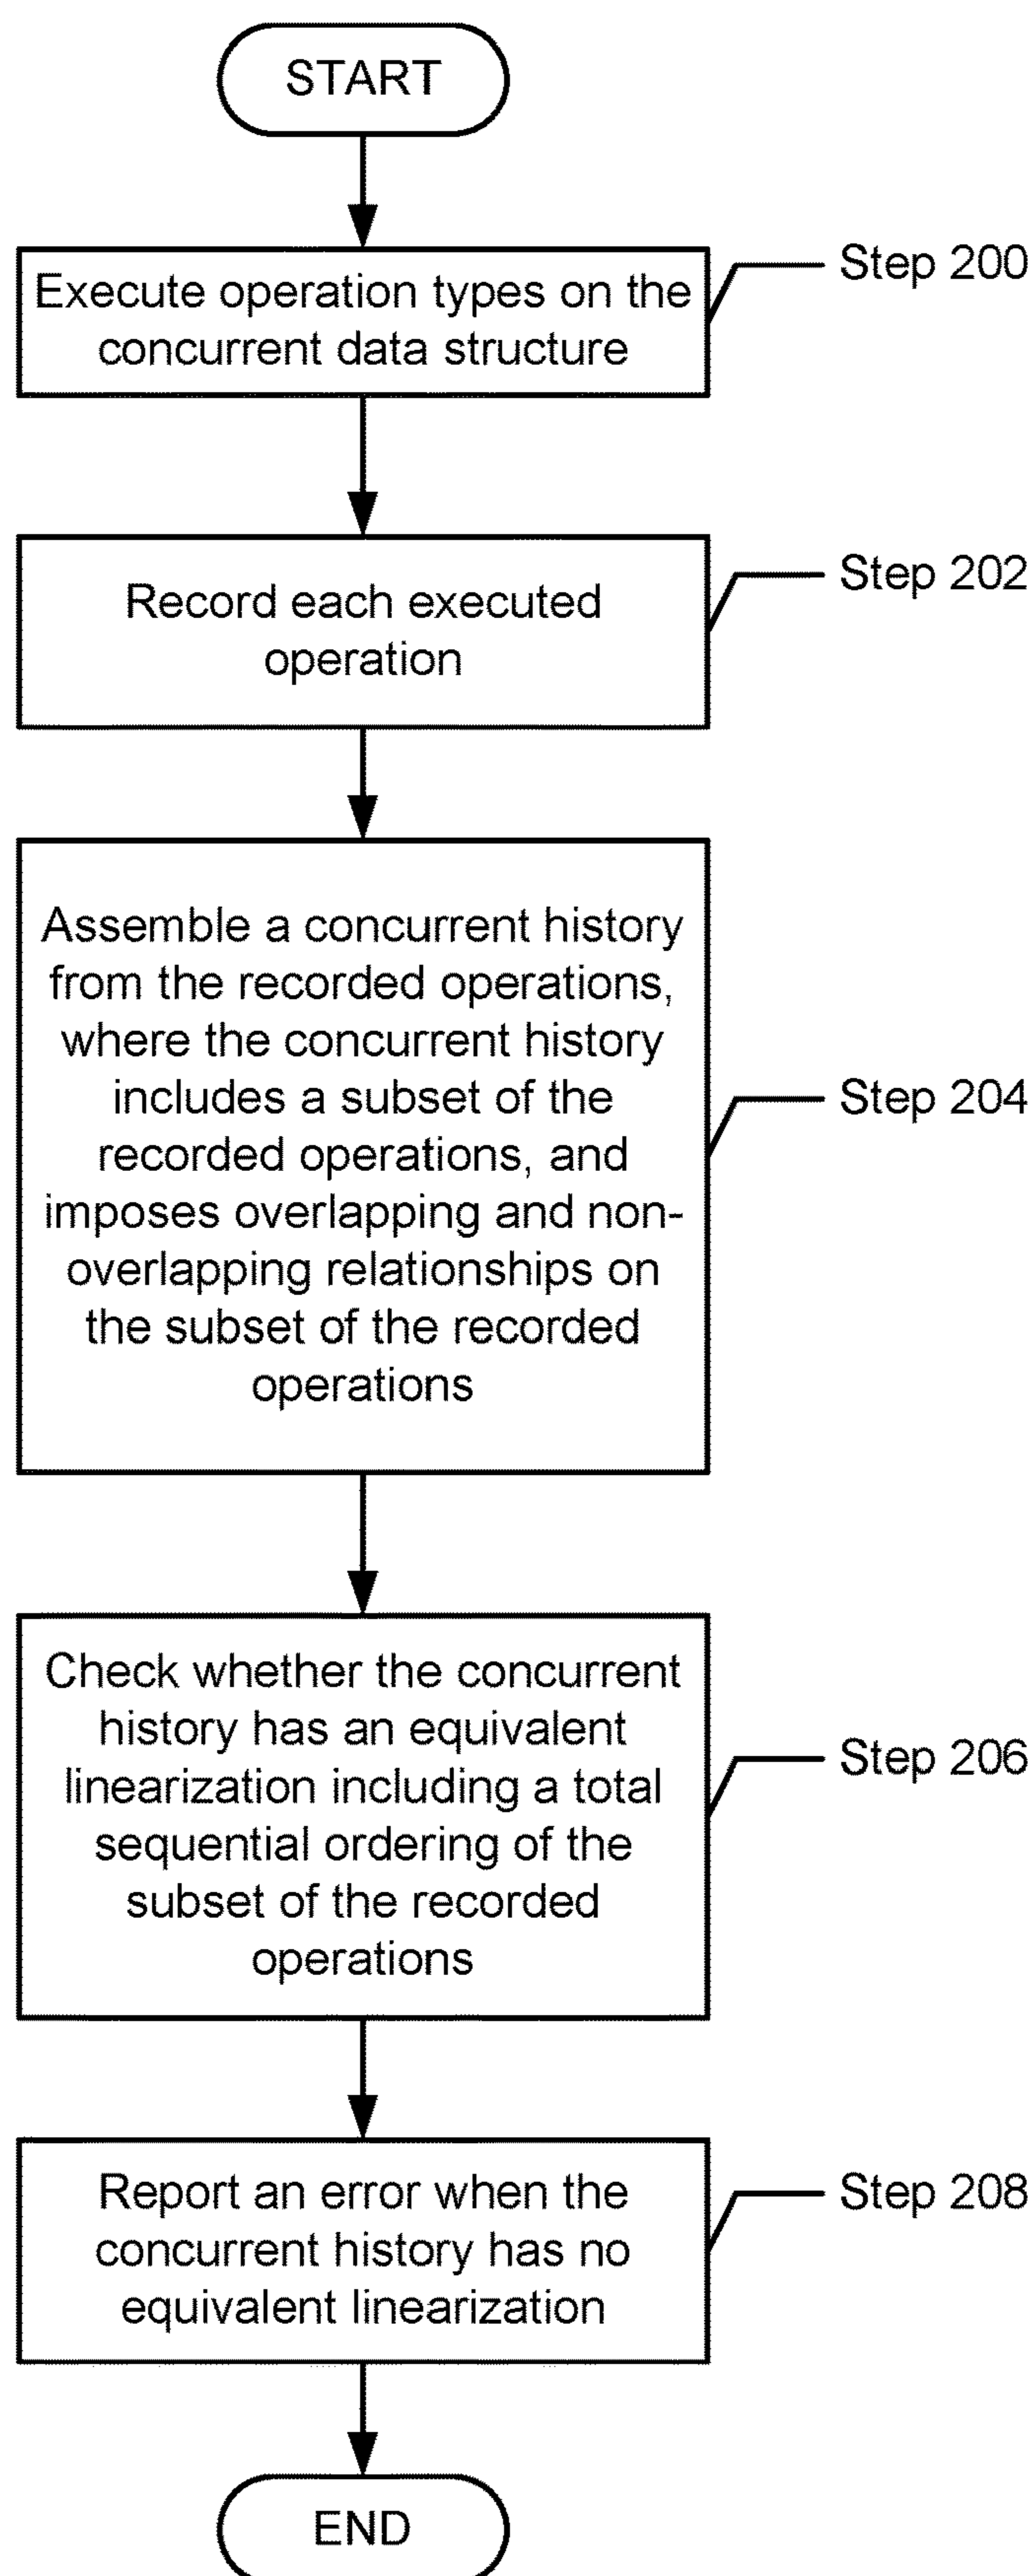 START
Execute operation types on the
concurrent data structure
Step 200
Record each executed
operation
Step 202
Assemble a concurrent history
from the recorded operations,
where the concurrent history
includes a subset of the
recorded operations, and
imposes overlapping and non-
overlapping relationships on
the subset of the recorded
operations
Step 204
Check whether the concurrent
history has an equivalent
linearization including a total
sequential ordering of the
subset of the recorded
operations
Step 206
Report an error when the
concurrent history has no
equivalent linearization
Step 208
END